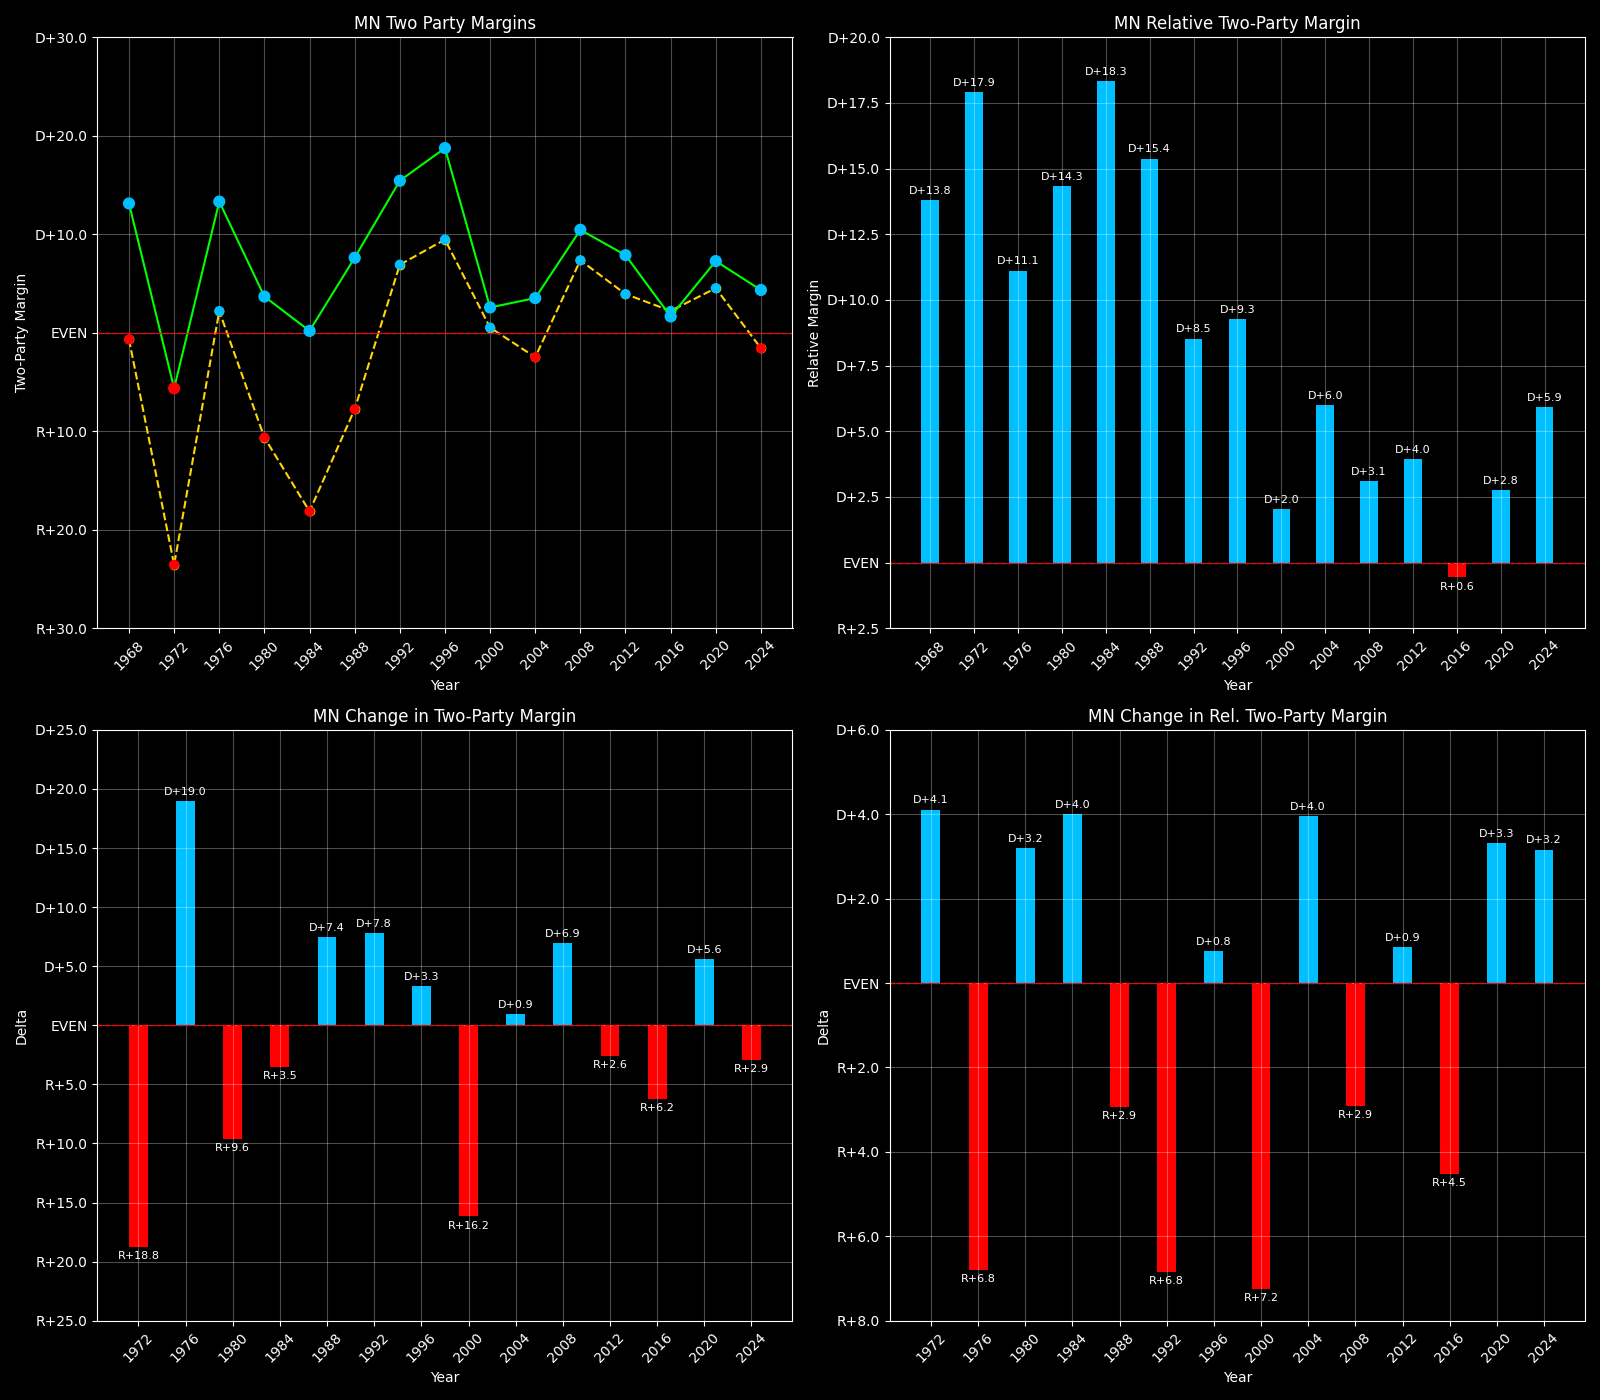 MN Two Party Margins
D+30.0
D+20.0
D+10.0
EVEN
R+10.0
R+20.0
R+30.0
Two-Party Margin
1968 1972 1976 1980 1984 1988 1992 1996 2000 2004 2008 2012 2016 2020 2024
Year
MN Relative Two-Party Margin
D+20.0
D+17.5
D+15.0
D+12.5
D+10.0
D+7.5
D+5.0
D+2.5
EVEN
R+2.5
Relative Margin
D+13.8 D+17.9 D+11.1 D+14.3 D+18.3 D+15.4 D+8.5 D+9.3 D+2.0 D+6.0 D+3.1 D+4.0 R+0.6 D+2.8 D+5.9
1968 1972 1976 1980 1984 1988 1992 1996 2000 2004 2008 2012 2016 2020 2024
Year
MN Change in Two-Party Margin
D+25.0
D+20.0
D+15.0
D+10.0
D+5.0
EVEN
R+5.0
R+10.0
R+15.0
R+20.0
R+25.0
Delta
R+18.8 D+19.0 R+9.6 R+3.5 D+7.4 D+7.8 D+3.3 R+16.2 D+0.9 D+6.9 R+2.6 R+6.2 D+5.6 R+2.9
1972 1976 1980 1984 1988 1992 1996 2000 2004 2008 2012 2016 2020 2024
Year
MN Change in Rel. Two-Party Margin
D+6.0
D+4.0
D+2.0
EVEN
R+2.0
R+4.0
R+6.0
R+8.0
Delta
D+4.1 R+6.8 D+3.2 D+4.0 R+2.9 R+6.8 D+0.8 R+7.2 D+4.0 R+2.9 D+0.9 R+4.5 D+3.3 D+3.2
1972 1976 1980 1984 1988 1992 1996 2000 2004 2008 2012 2016 2020 2024
Year